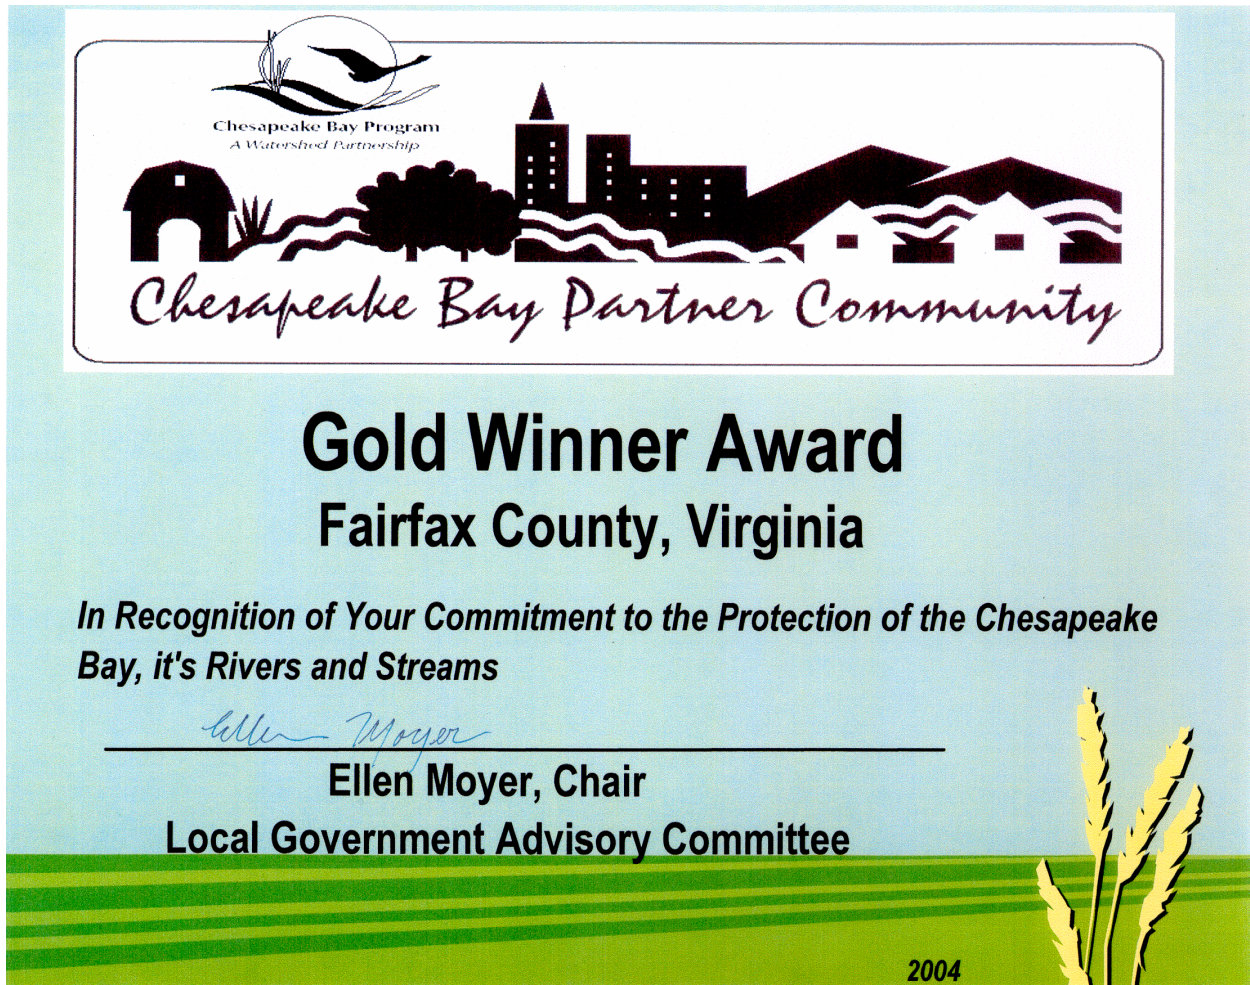 Chesapeake Bay Program
A Watershed Partnership
Chesapeake Bay Partner Community
Gold Winner Award
Fairfax County, Virginia
In Recognition of Your Commitment to the Protection of the Chesapeake
Bay, it's Rivers and Streams
Ellen Moyer
Ellen Moyer, Chair
Local Government Advisory Committee
2004